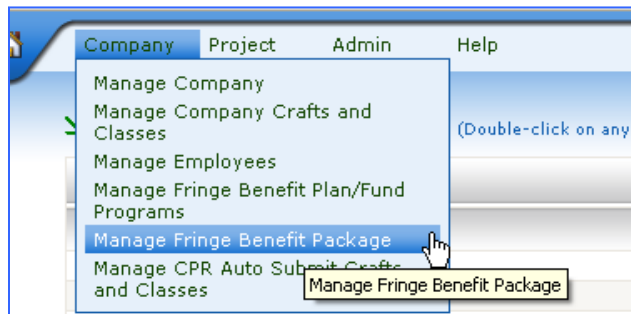 Company Project Admin Help
Manage Company
Manage Company Crafts and
Classes
(Double-click on any
Manage Employees
Manage Fringe Benefit Plan/Fund
Programs
Manage Fringe Benefit Package
Manage CPR Auto Submit Crafts
and Classes
Manage Fringe Benefit Package